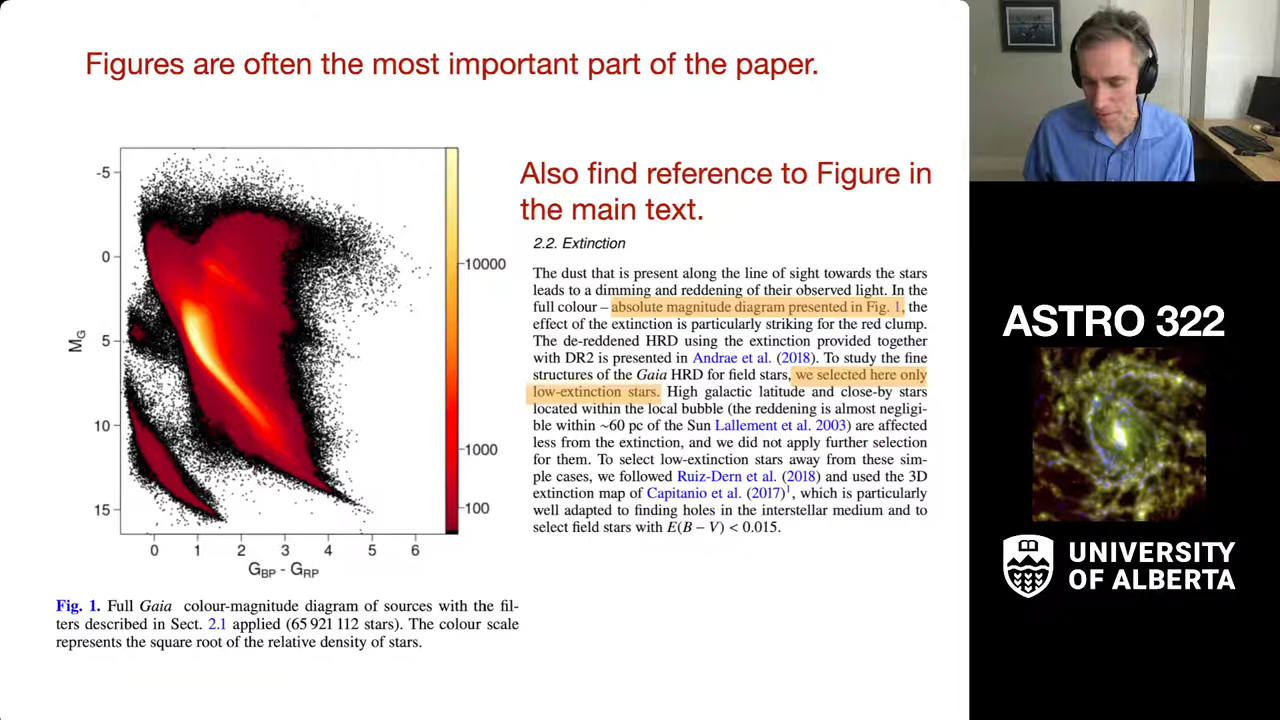 Figures are often the most important part of the paper.
-5
0
5
10
15
M_G
0 1 2 3 4 5 6
G_BP - G_RP
10000
1000
100
Fig. 1. Full Gaia colour-magnitude diagram of sources with the fil-
ters described in Sect. 2.1 applied (65 921 112 stars). The colour scale
represents the square root of the relative density of stars.
Also find reference to Figure in
the main text.
2.2. Extinction
The dust that is present along the line of sight towards the stars
leads to a dimming and reddening of their observed light. In the
full colour – absolute magnitude diagram presented in Fig. 1, the
effect of the extinction is particularly striking for the red clump.
The de-reddened HRD using the extinction provided together
with DR2 is presented in Andrae et al. (2018). To study the fine
structures of the Gaia HRD for field stars, we selected here only
low-extinction stars. High galactic latitude and close-by stars
located within the local bubble (the reddening is almost negligi-
ble within ~60 pc of the Sun Lallement et al. 2003) are affected
less from the extinction, and we did not apply further selection
for them. To select low-extinction stars away from these sim-
ple cases, we followed Ruiz-Dern et al. (2018) and used the 3D
extinction map of Capitanio et al. (2017)¹, which is particularly
well adapted to finding holes in the interstellar medium and to
select field stars with E(B − V) < 0.015.
ASTRO 322
UNIVERSITY
OF ALBERTA